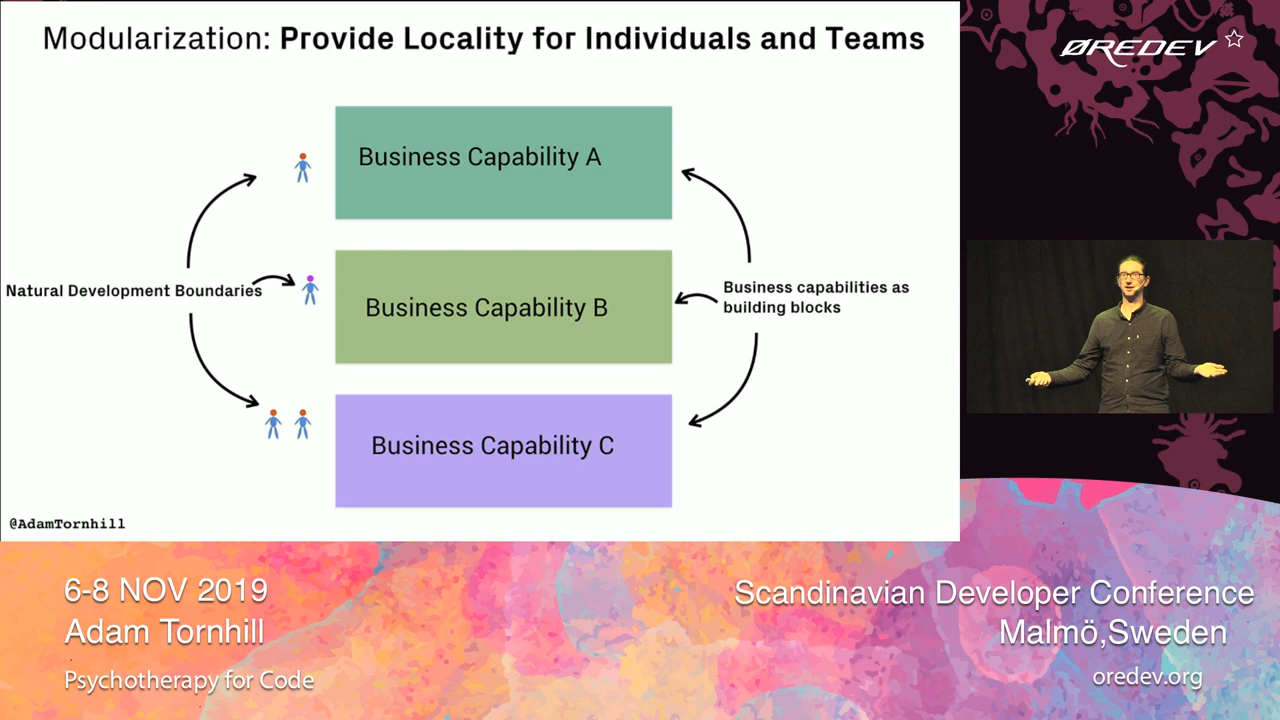 Modularization: Provide Locality for Individuals and Teams
ØREDEV
Business Capability A
Natural Development Boundaries
Business Capability B
Business capabilities as
building blocks
Business Capability C
@AdamTornhill
6-8 NOV 2019
Adam Tornhill
Psychotherapy for Code
Scandinavian Developer Conference
Malmö,Sweden
oredev.org